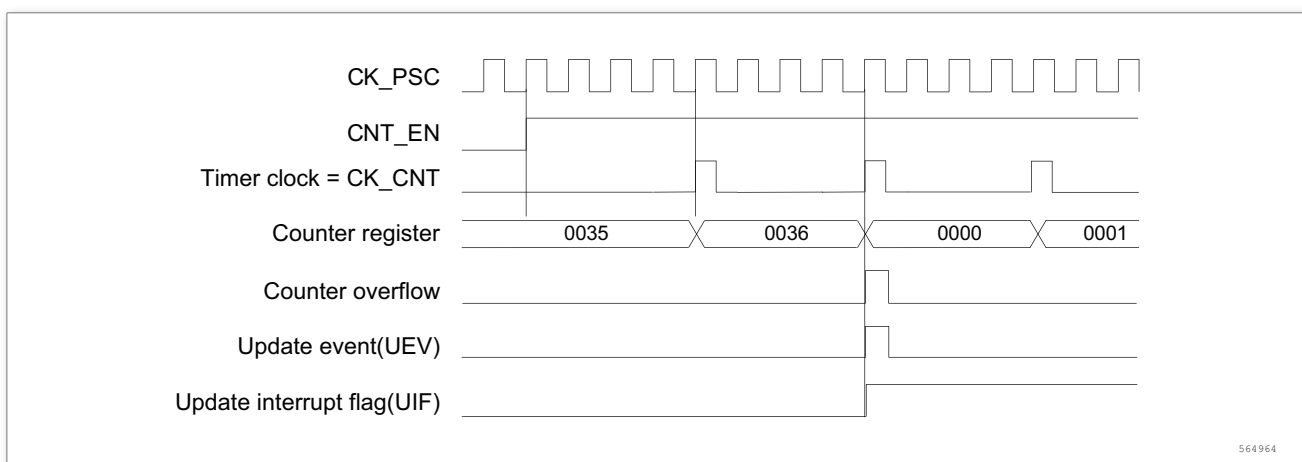 CK_PSC
CNT_EN
Timer clock = CK_CNT
Counter register 0035 0036 0000 0001
Counter overflow
Update event(UEV)
Update interrupt flag(UIF)
564964